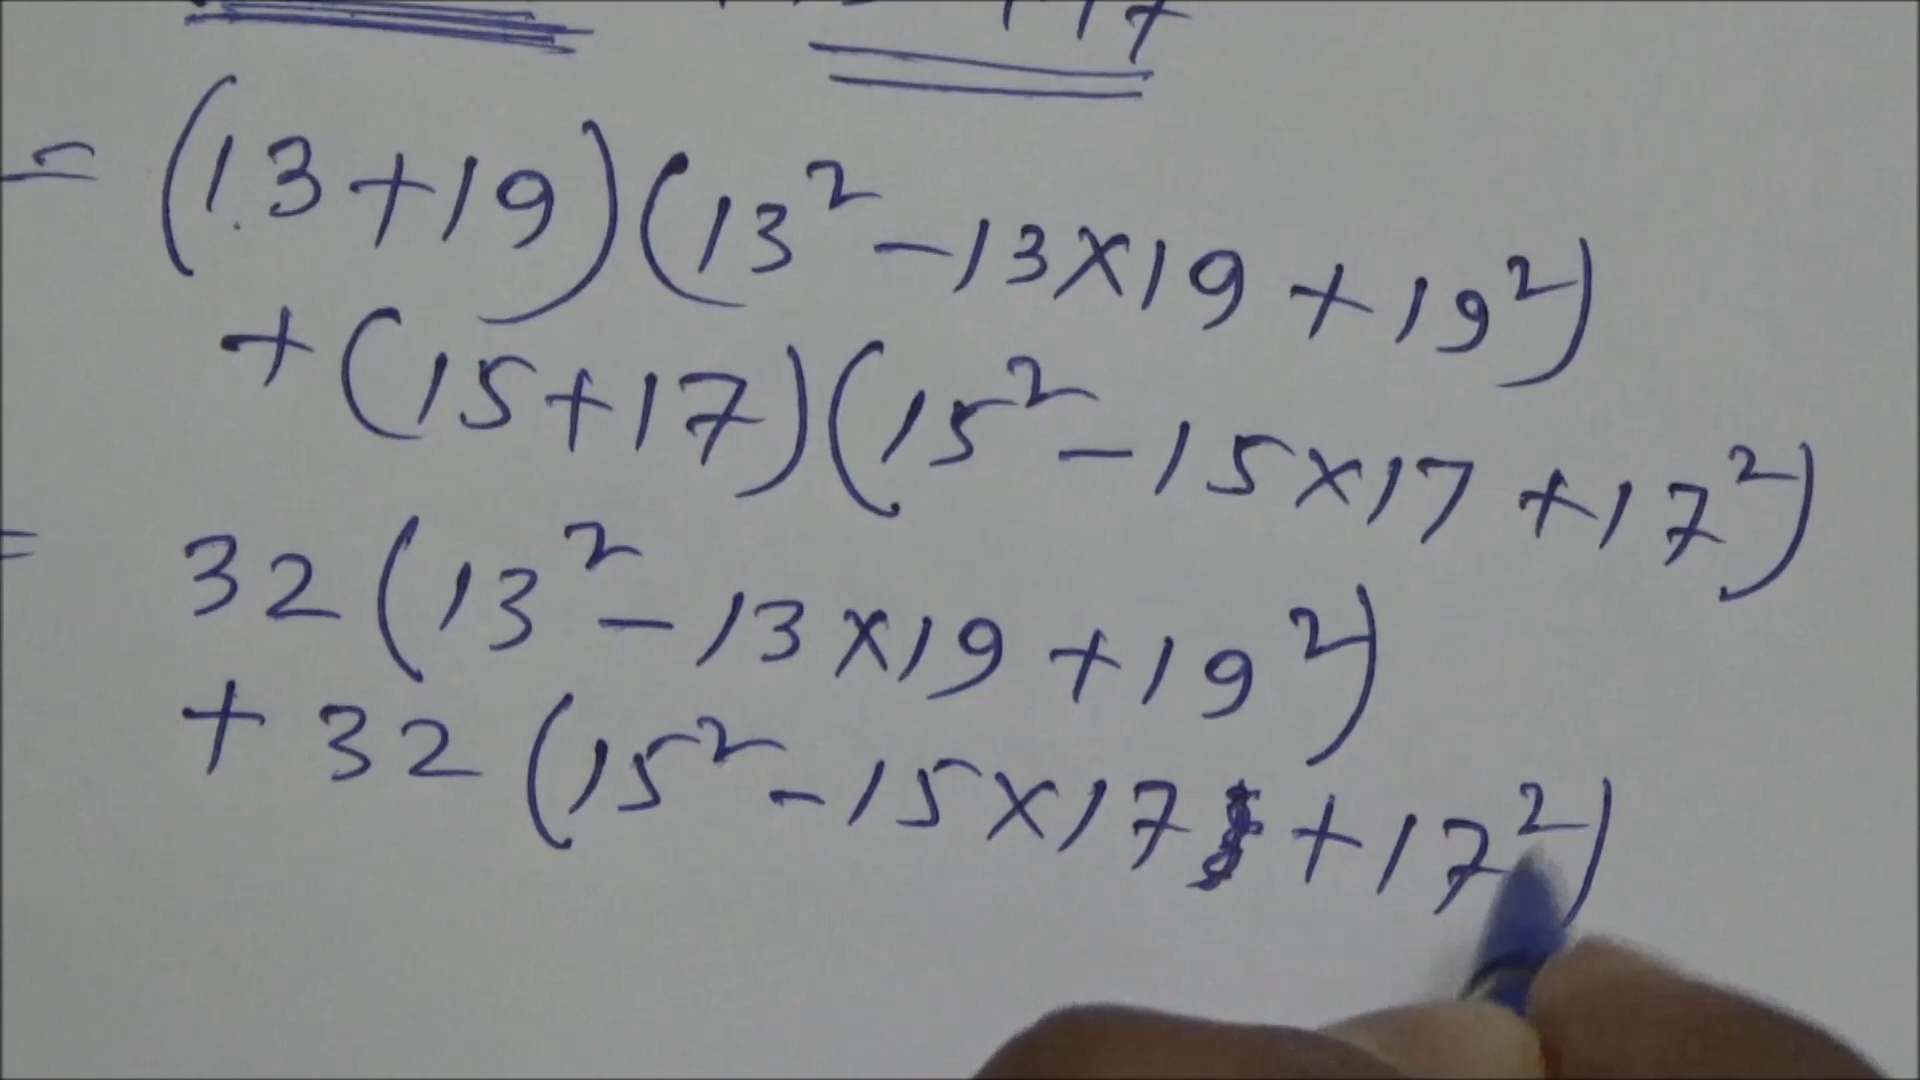 = (13+19)(13² - 13×19 + 19²)
+ (15+17)(15² - 15×17 + 17²)
= 32(13² - 13×19 + 19²)
+ 32(15² - 15×17 + 17²)